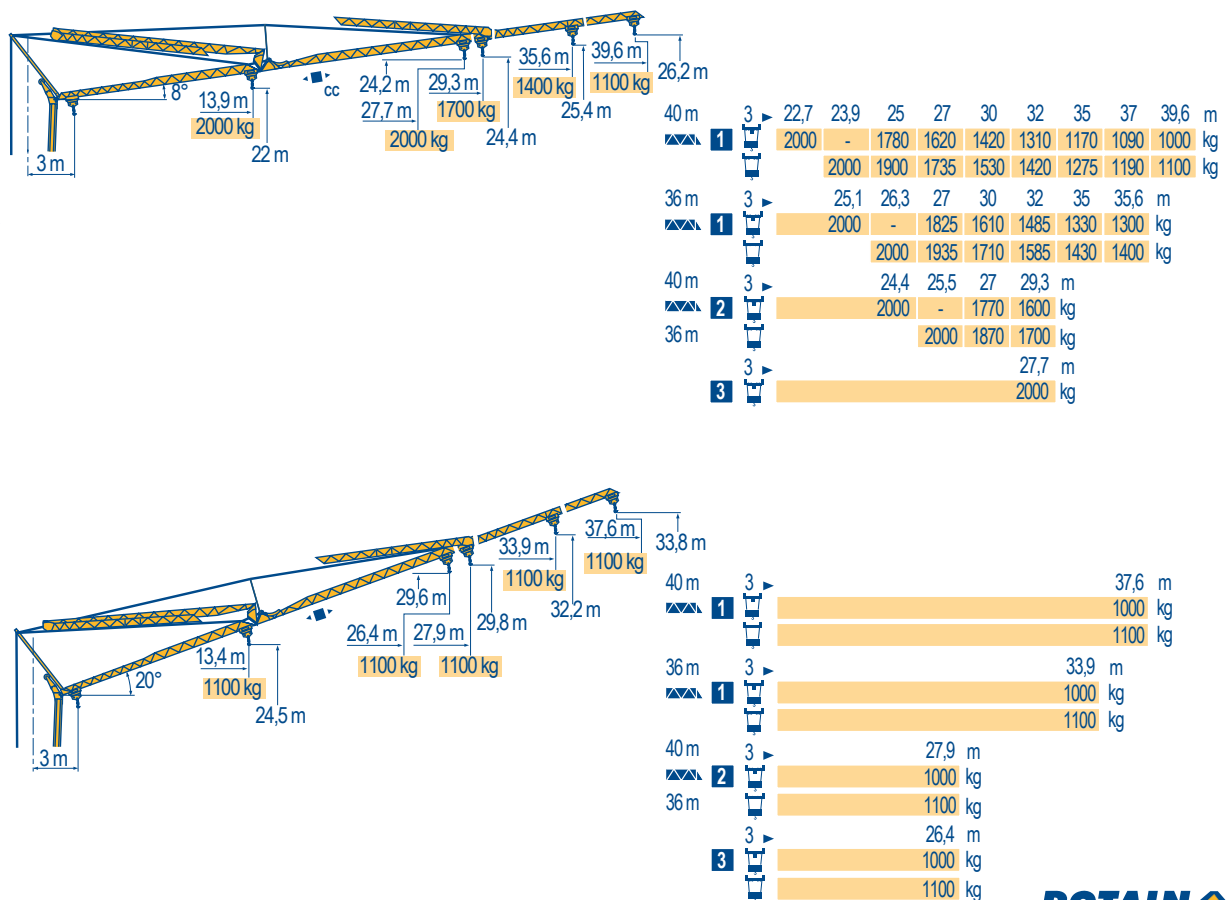 8°
3 m
13,9 m
2000 kg
22 m
cc
24,2 m
27,7 m
2000 kg
29,3 m
1700 kg
24,4 m
35,6 m
1400 kg
25,4 m
39,6 m
1100 kg
26,2 m
40 m 3 22,7 23,9 25 27 30 32 35 37 39,6 m
1 2000 - 1780 1620 1420 1310 1170 1090 1000 kg
2000 1900 1735 1530 1420 1275 1190 1100 kg
36 m 3 25,1 26,3 27 30 32 35 35,6 m
1 2000 - 1825 1610 1485 1330 1300 kg
2000 1935 1710 1585 1430 1400 kg
40 m 3 24,4 25,5 27 29,3 m
2 2000 - 1770 1600 kg
36 m 2000 1870 1700 kg
3 27,7 m
3 2000 kg
20°
3 m
13,4 m
1100 kg
24,5 m
29,6 m
26,4 m
1100 kg
27,9 m
1100 kg
29,8 m
33,9 m
1100 kg
32,2 m
37,6 m
1100 kg
33,8 m
40 m 3 37,6 m
1 1000 kg
1100 kg
36 m 3 33,9 m
1 1000 kg
1100 kg
40 m 3 27,9 m
2 1000 kg
36 m 1100 kg
3 26,4 m
3 1000 kg
1100 kg
POTAIN